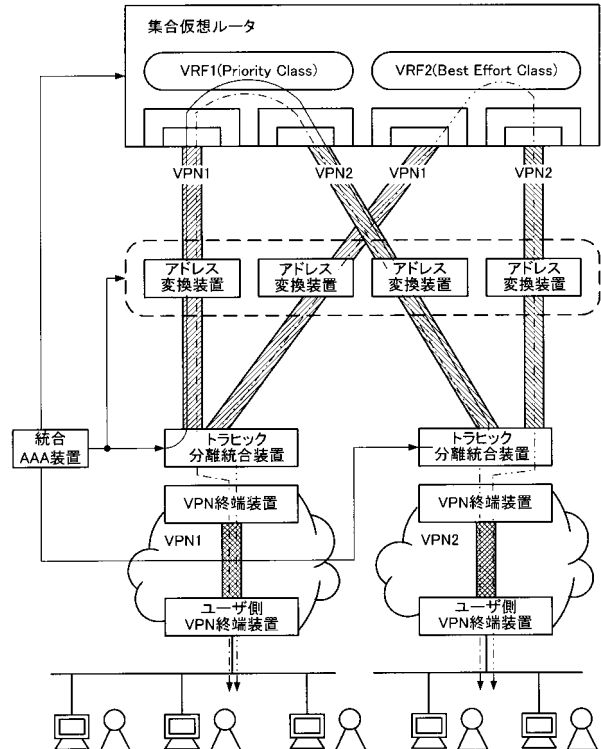 集合仮想ルータ
VRF1(Priority Class)
VRF2(Best Effort Class)
VPN1
VPN2
VPN1
VPN2
アドレス
変換装置
アドレス
変換装置
アドレス
変換装置
アドレス
変換装置
統合
AAA装置
トラヒック
分離統合装置
トラヒック
分離統合装置
VPN終端装置
VPN終端装置
VPN1
VPN2
ユーザ側
VPN終端装置
ユーザ側
VPN終端装置